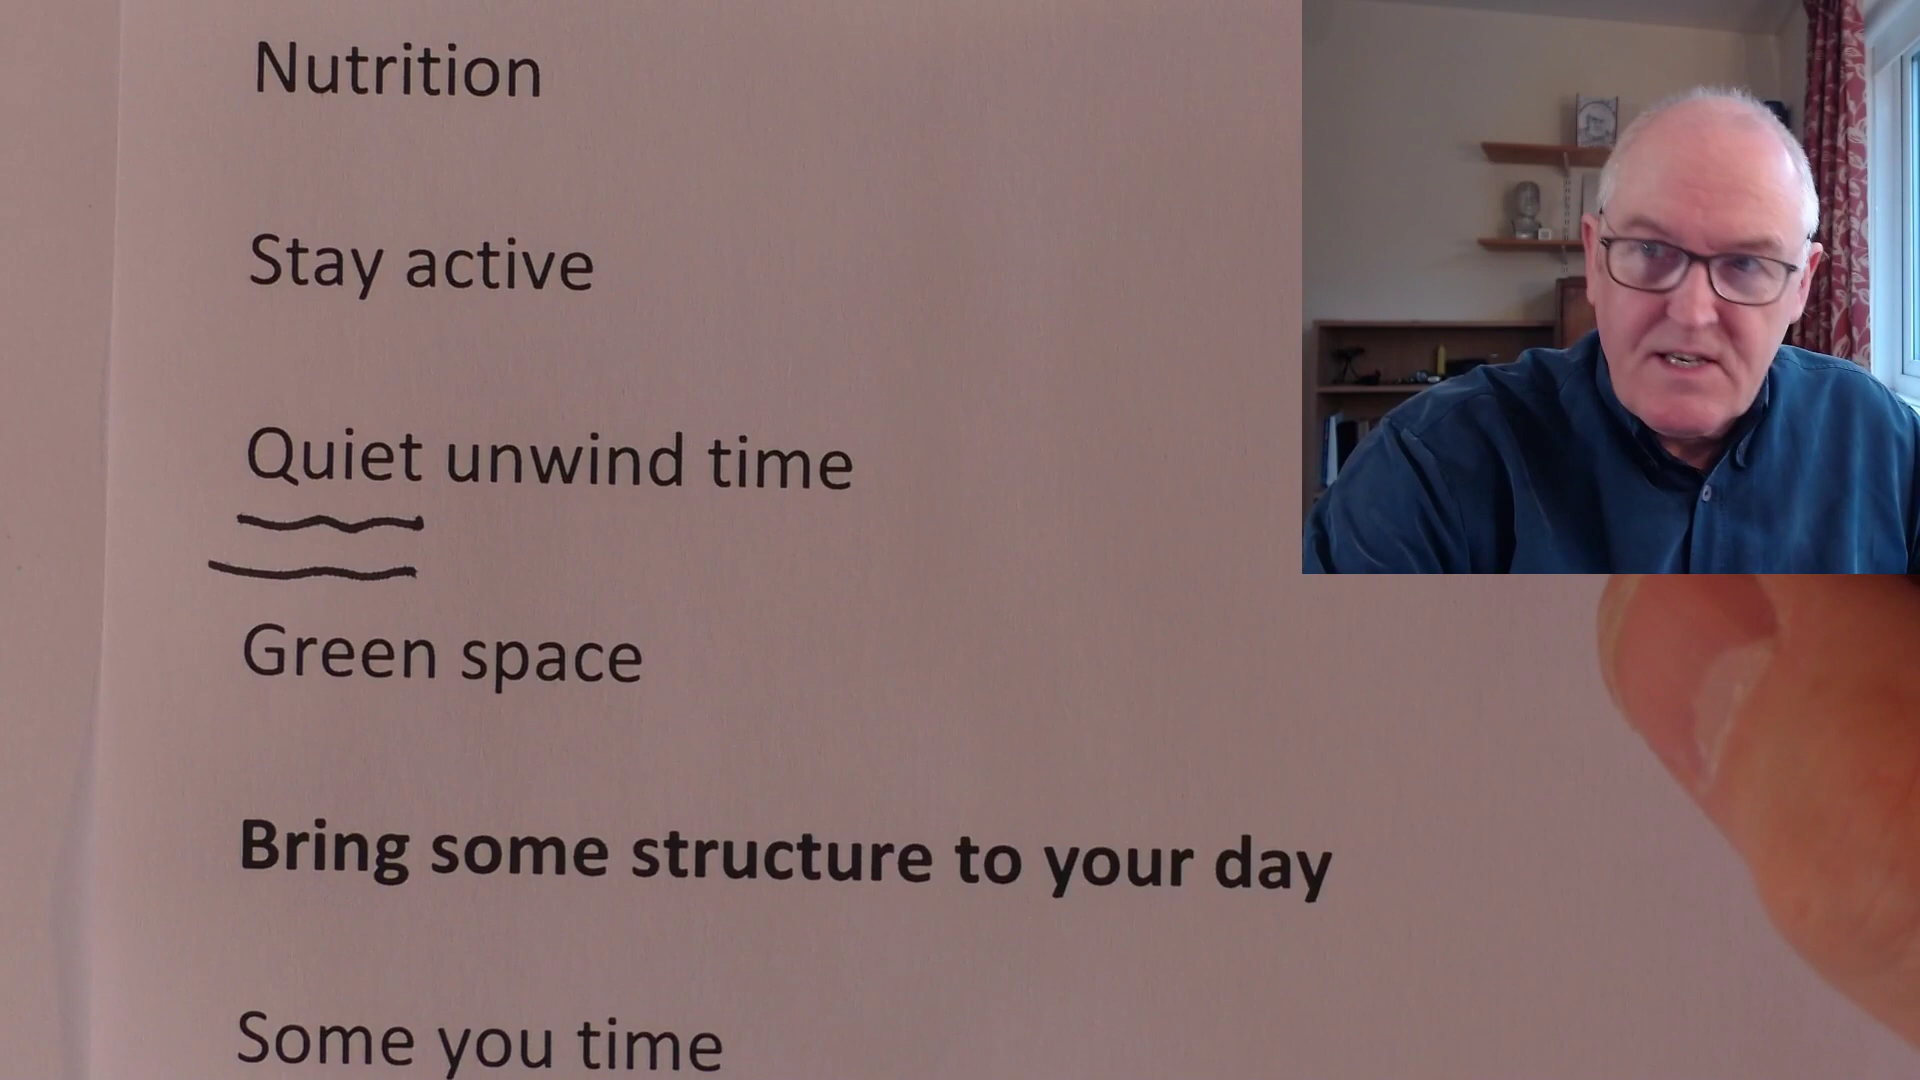 Nutrition
Stay active
Quiet unwind time
Green space
Bring some structure to your day
Some you time